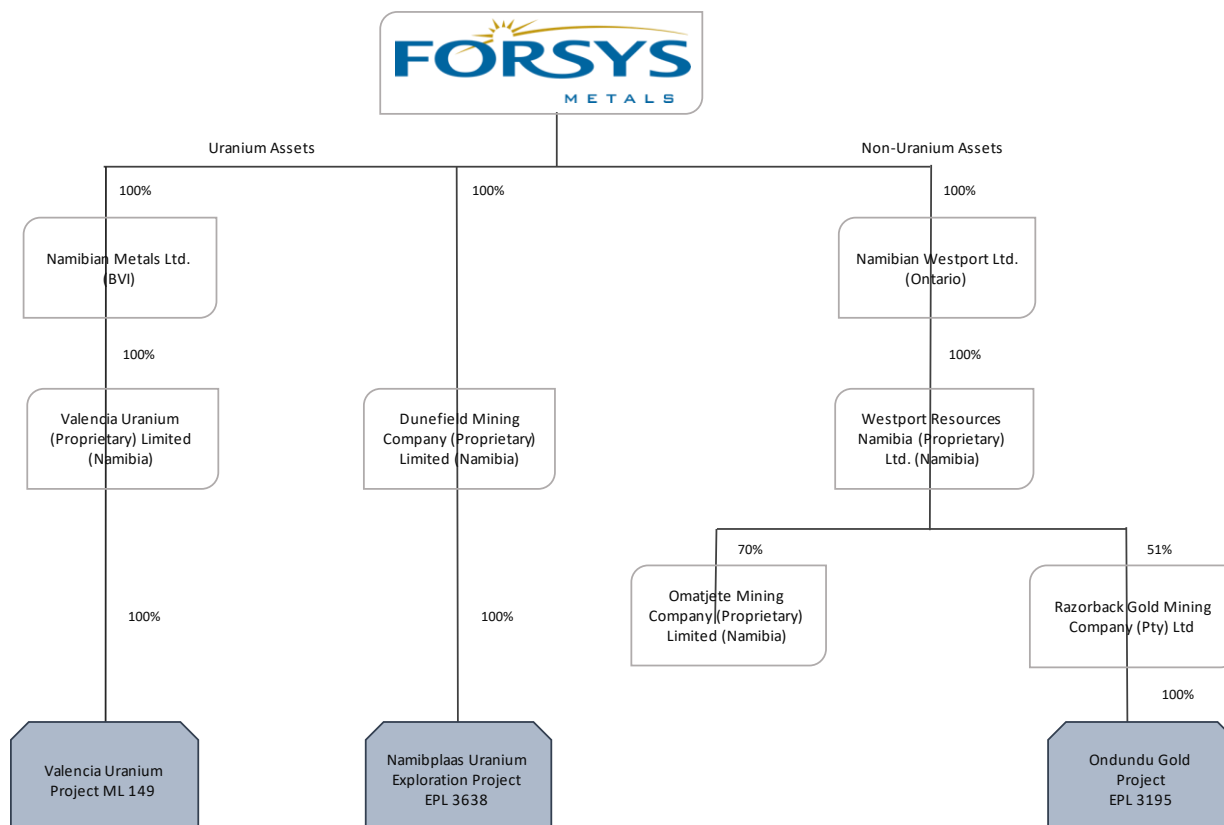 FORSYS
METALS
Uranium Assets
Non-Uranium Assets
100%
100%
100%
Namibian Metals Ltd.
(BVI)
Namibian Westport Ltd.
(Ontario)
100%
100%
Valencia Uranium
(Proprietary) Limited
(Namibia)
Dunefield Mining
Company (Proprietary)
Limited (Namibia)
Westport Resources
Namibia (Proprietary)
Ltd. (Namibia)
70%
51%
Omatjete Mining
Company (Proprietary)
Limited (Namibia)
Razorback Gold Mining
Company (Pty) Ltd
100%
100%
100%
Valencia Uranium
Project ML 149
Namibplaas Uranium
Exploration Project
EPL 3638
Ondundu Gold
Project
EPL 3195